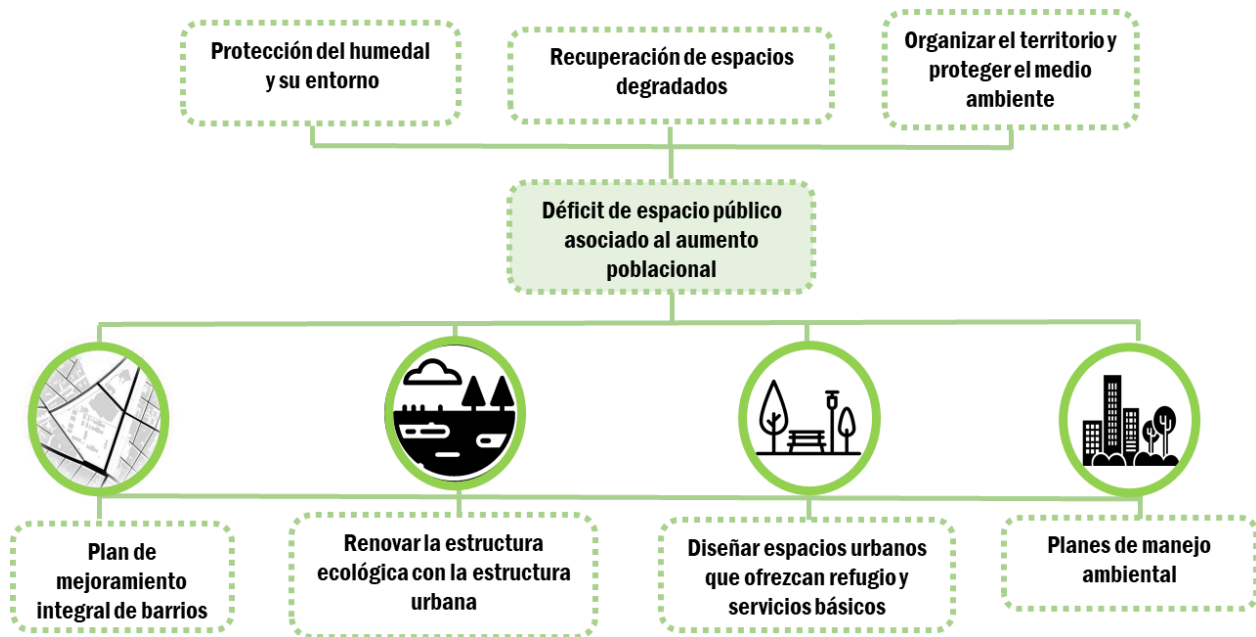 Protección del humedal
y su entorno
Recuperación de espacios
degradados
Organizar el territorio y
proteger el medio
ambiente
Déficit de espacio público
asociado al aumento
poblacional
Plan de
mejoramiento
integral de barrios
Renovar la estructura
ecológica con la estructura
urbana
Diseñar espacios urbanos
que ofrezcan refugio y
servicios básicos
Planes de manejo
ambiental